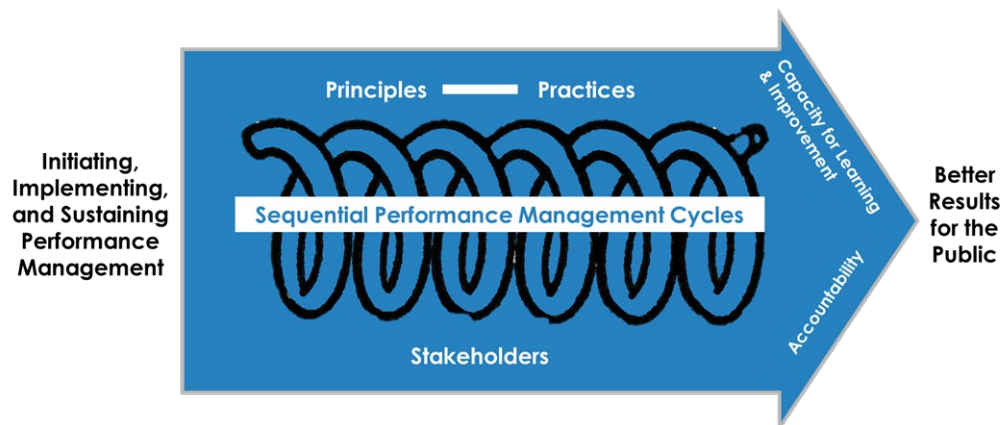 Initiating,
Implementing,
and Sustaining
Performance
Management
Principles
Practices
Sequential Performance Management Cycles
Stakeholders
Capacity for Learning
& Improvement
Accountability
Better
Results
for the
Public